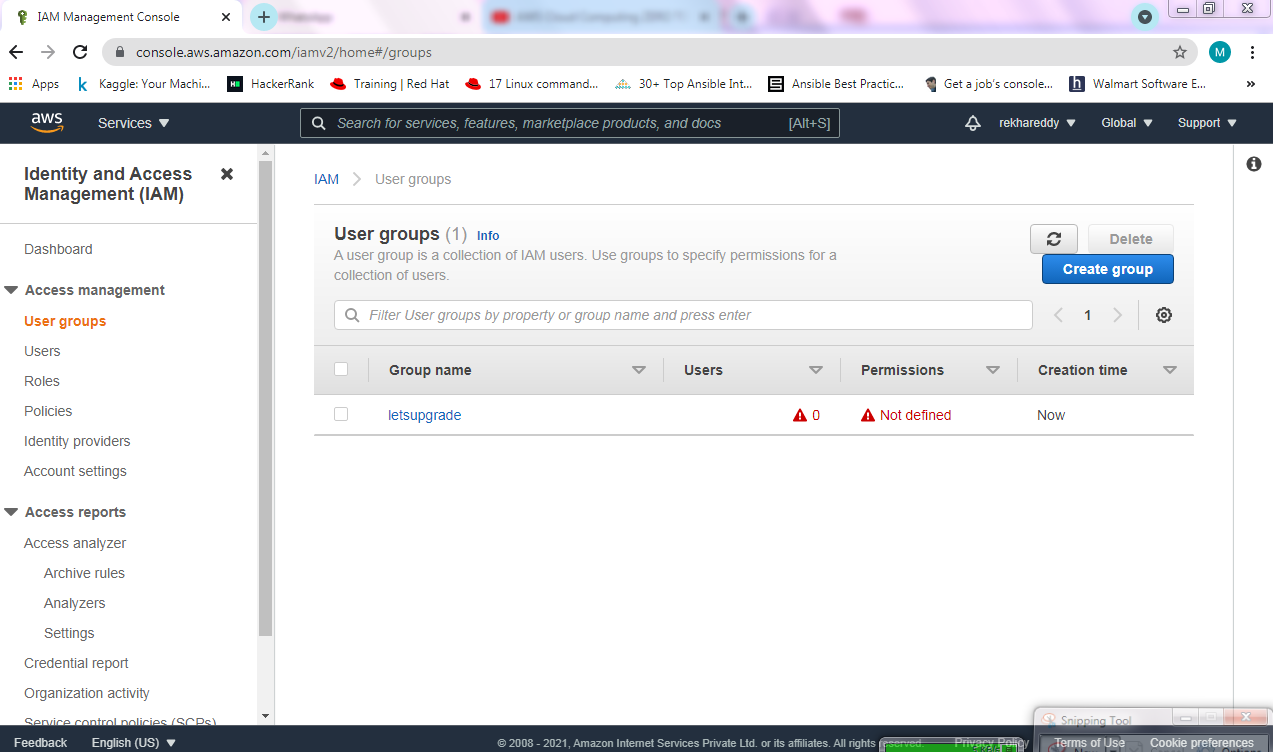 IAM Management Console
console.aws.amazon.com/iamv2/home#/groups
M
Apps
Kaggle: Your Machi...
HackerRank
Training | Red Hat
17 Linux command...
30+ Top Ansible Int...
Ansible Best Practic...
Get a job's console...
Walmart Software E...
aws
Services
Search for services, features, marketplace products, and docs
[Alt+S]
rekhareddy
Global
Support
Identity and Access
Management (IAM)
Dashboard
Access management
User groups
Users
Roles
Policies
Identity providers
Account settings
Access reports
Access analyzer
Archive rules
Analyzers
Settings
Credential report
Organization activity
Service control policies (SCPs)
IAM
User groups
User groups (1) Info
A user group is a collection of IAM users. Use groups to specify permissions for a
collection of users.
Delete
Create group
Filter User groups by property or group name and press enter
1
Group name
Users
Permissions
Creation time
letsupgrade
0
Not defined
Now
Snipping Tool
Feedback
English (US)
© 2008 - 2021, Amazon Internet Services Private Ltd. or its affiliates. All rights reserved.
Privacy Policy
Terms of Use
Cookie preferences